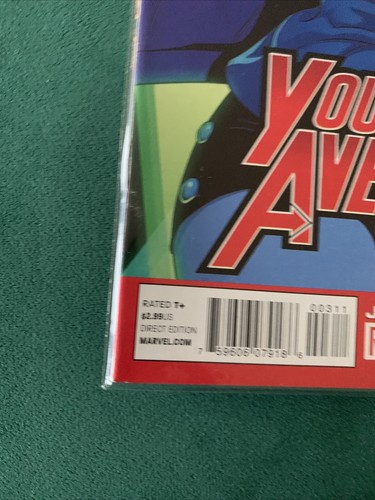 YOU
AVE
00311
RATED T+
$2.99US
DIRECT EDITION
MARVEL.COM
7 59606 07918 6
J